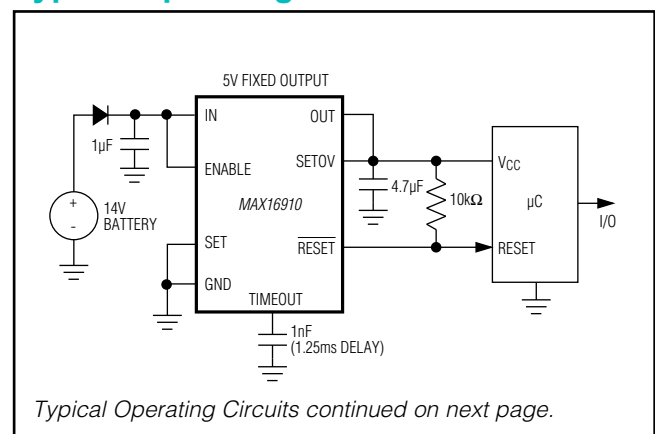 5V FIXED OUTPUT
IN
OUT
1µF
ENABLE
SETOV
VCC
4.7µF
10kΩ
µC
MAX16910
I/O
+
-
14V
BATTERY
SET
RESET
RESET
GND
TIMEOUT
1nF
(1.25ms DELAY)
Typical Operating Circuits continued on next page.